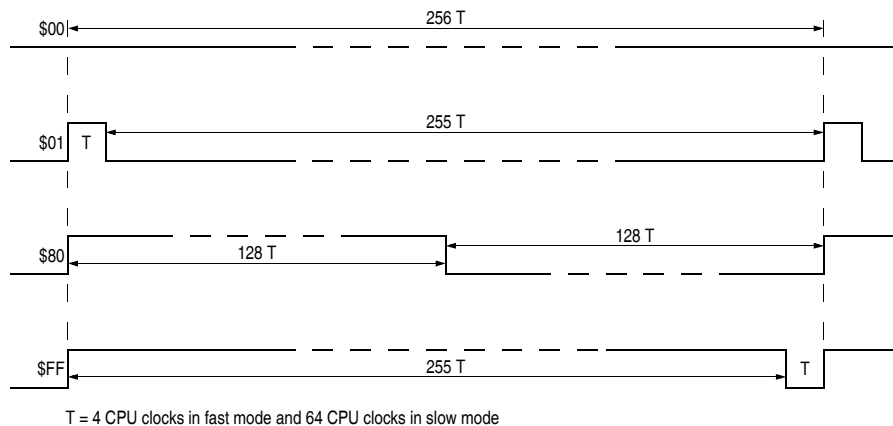 256 T
$00
255 T
$01 T
128 T
$80 128 T
$FF 255 T T
T = 4 CPU clocks in fast mode and 64 CPU clocks in slow mode